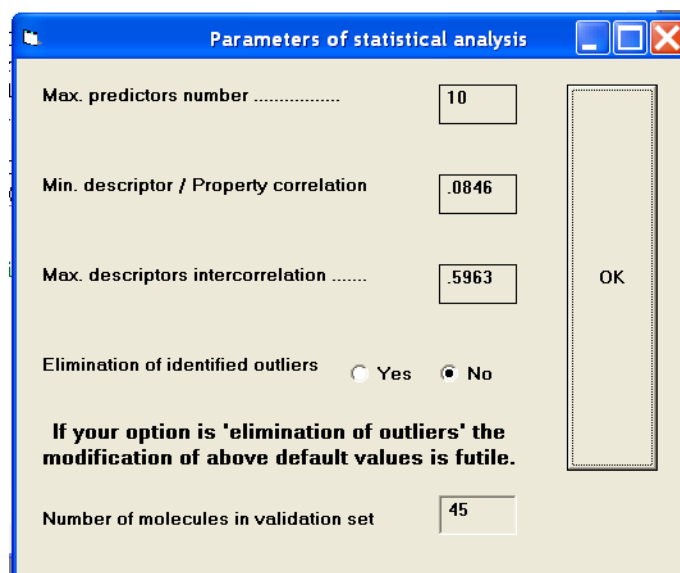 Parameters of statistical analysis
Max. predictors number .................
10
Min. descriptor / Property correlation
.0846
Max. descriptors intercorrelation .......
.5963
OK
Elimination of identified outliers
Yes
No
If your option is 'elimination of outliers' the
modification of above default values is futile.
Number of molecules in validation set
45